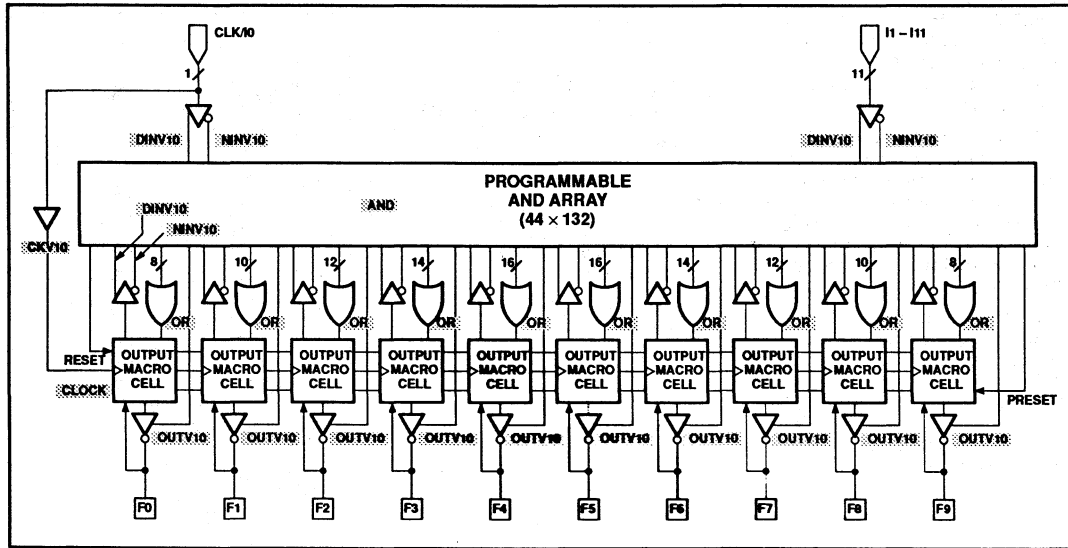 CLK/I0
I1 – I11
1
11
DINV10 NINV10 DINV10 NINV10
PROGRAMMABLE
AND ARRAY
(44 × 132)
AND
DINV10
NINV10
CKV10
8 10 12 14 16 16 14 12 10 8
OR OR OR OR OR OR OR OR OR OR
RESET
OUTPUT OUTPUT OUTPUT OUTPUT OUTPUT OUTPUT OUTPUT OUTPUT OUTPUT OUTPUT
MACRO MACRO MACRO MACRO MACRO MACRO MACRO MACRO MACRO MACRO
CELL CELL CELL CELL CELL CELL CELL CELL CELL CELL
CLOCK
PRESET
OUTV10 OUTV10 OUTV10 OUTV10 OUTV10 OUTV10 OUTV10 OUTV10 OUTV10 OUTV10
F0 F1 F2 F3 F4 F5 F6 F7 F8 F9